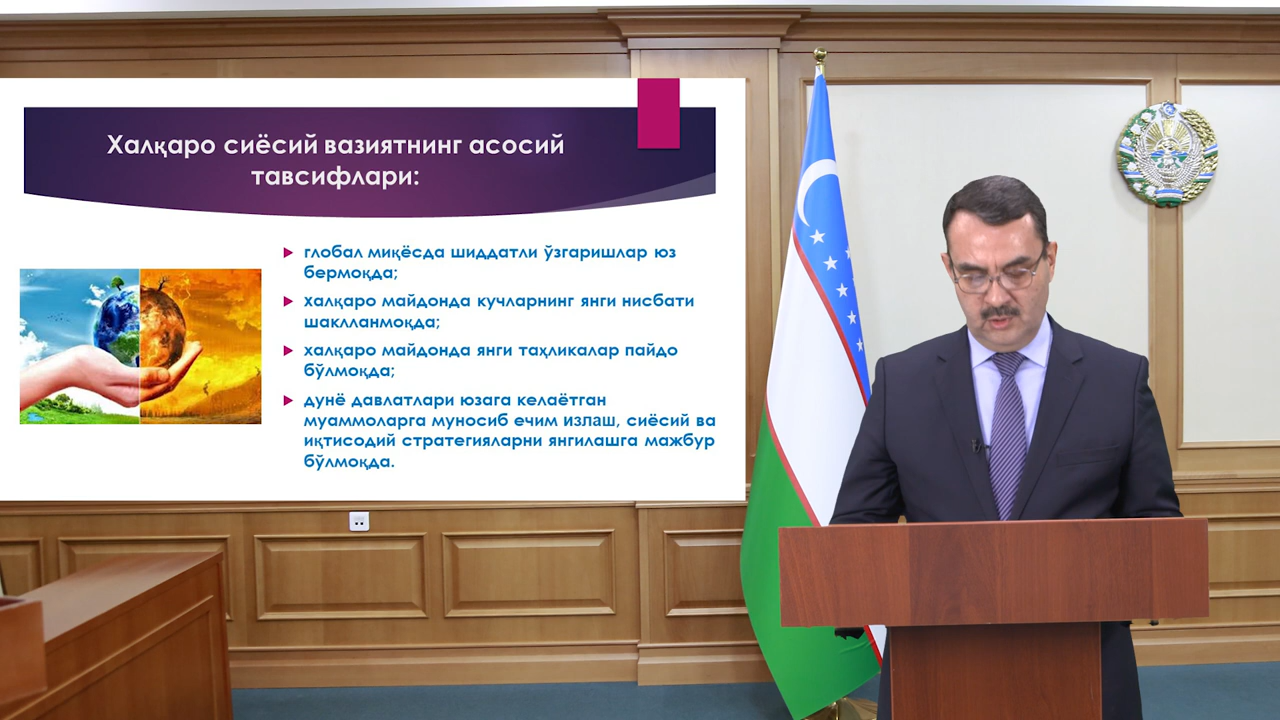 Халқаро сиёсий вазиятнинг асосий
тавсифлари:
глобал миқёсда шиддатли ўзгаришлар юз
бермоқда;
халқаро майдонда кучларнинг янги нисбати
шаклланмоқда;
халқаро майдонда янги таҳликалар пайдо
бўлмоқда;
дунё давлатлари юзага келаётган
муаммоларга муносиб ечим излаш, сиёсий ва
иқтисодий стратегияларни янгилашга мажбур
бўлмоқда.